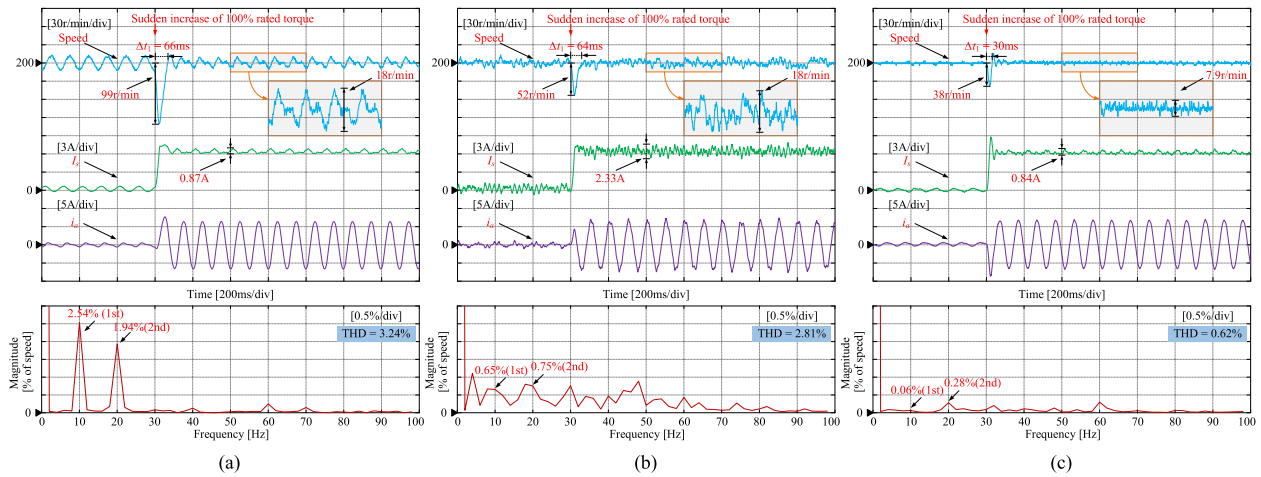 [30r/min/div]
Sudden increase of 100% rated torque
Speed
Δt₁ = 66ms
200
99r/min
18r/min
[3A/div]
Iₛ
0.87A
0
[5A/div]
iₐ
0
[30r/min/div]
Sudden increase of 100% rated torque
Speed
Δt₁ = 64ms
200
52r/min
18r/min
[3A/div]
Iₛ
2.33A
0
[5A/div]
iₐ
0
[30r/min/div]
Sudden increase of 100% rated torque
Speed
Δt₁ = 30ms
200
38r/min
7.9r/min
[3A/div]
Iₛ
0.84A
0
[5A/div]
iₐ
0
Time [200ms/div]
Time [200ms/div]
Time [200ms/div]
2.54% (1st)
1.94%(2nd)
[0.5%/div]
THD = 3.24%
Magnitude
[% of speed]
0
0 10 20 30 40 50 60 70 80 90 100
Frequency [Hz]
(a)
0.65%(1st)
0.75%(2nd)
[0.5%/div]
THD = 2.81%
Magnitude
[% of speed]
0
0 10 20 30 40 50 60 70 80 90 100
Frequency [Hz]
(b)
0.06%(1st)
0.28%(2nd)
[0.5%/div]
THD = 0.62%
Magnitude
[% of speed]
0
0 10 20 30 40 50 60 70 80 90 100
Frequency [Hz]
(c)